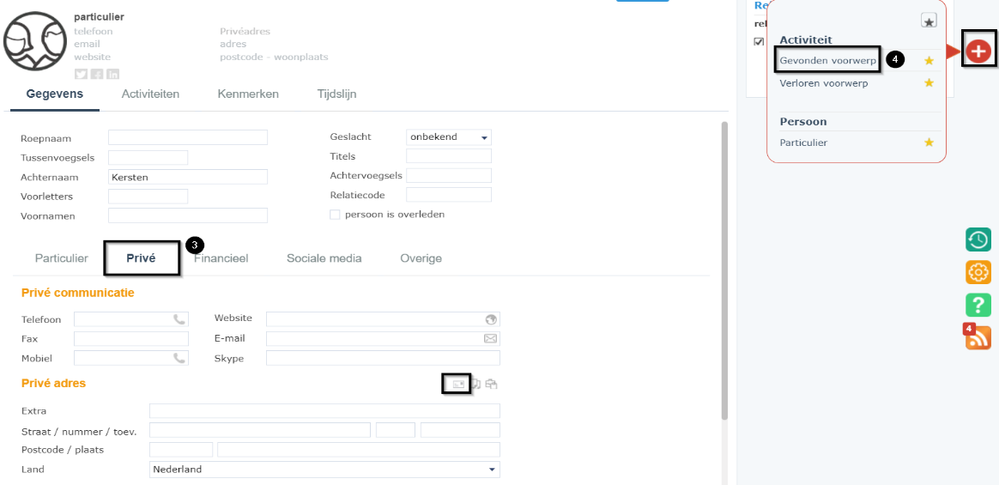 particulier
telefoon
email
website
Privéadres
adres
postcode - woonplaats
Gegevens Activiteiten Kenmerken Tijdslijn
Roepnaam
Tussenvoegsels
Achternaam Kersten
Voorletters
Voornamen
Geslacht onbekend
Titels
Achtervoegsels
Relatiecode
persoon is overleden
Particulier Privé 3 Financieel Sociale media Overige
Privé communicatie
Telefoon
Fax
Mobiel
Website
E-mail
Skype
Privé adres
Extra
Straat / nummer / toev.
Postcode / plaats
Land Nederland
Activiteit
Gevonden voorwerp 4
Verloren voorwerp
Persoon
Particulier
?
4